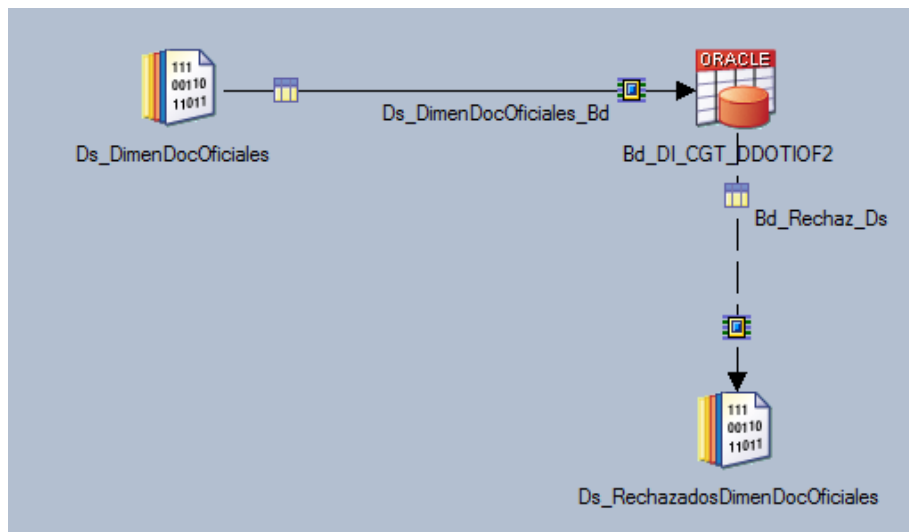 111
00110
11011
ORACLE
Ds_DimenDocOficiales_Bd
Ds_DimenDocOficiales
Bd_DI_CGT_DDOTIOF2
Bd_Rechaz_Ds
111
00110
11011
Ds_RechazadosDimenDocOficiales